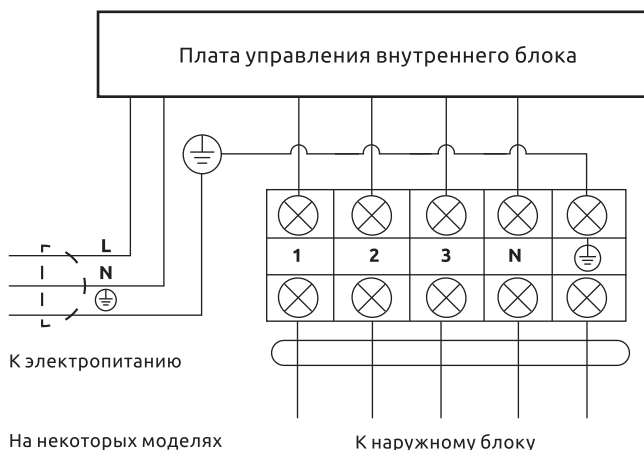 Плата управления внутреннего блока
L
N
1 2 3 N
К электропитанию
На некоторых моделях
К наружному блоку